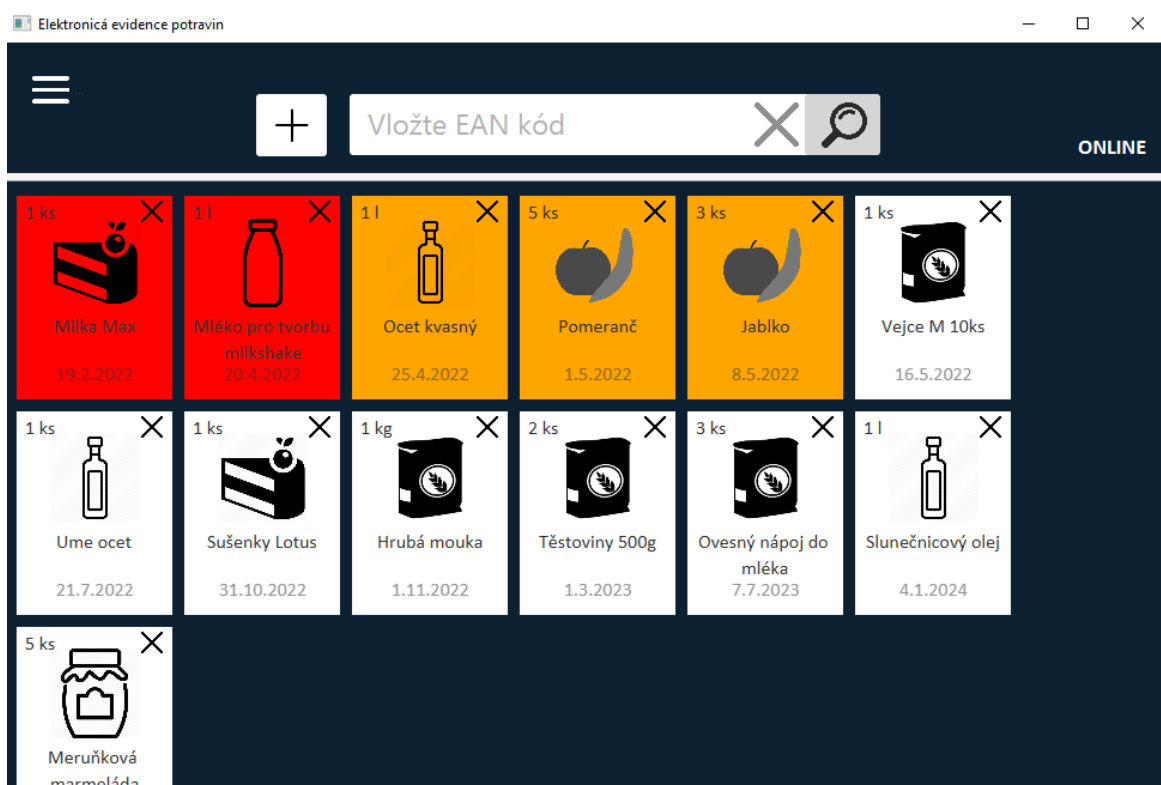 Elektronická evidence potravin
Vložte EAN kód
ONLINE
1 ks
Milka Max
19.2.2022
1 l
Mléko pro tvorbu
milkshake
20.4.2022
1 l
Ocet kvasný
25.4.2022
5 ks
Pomeranč
1.5.2022
3 ks
Jablko
8.5.2022
1 ks
Vejce M 10ks
16.5.2022
1 ks
Ume ocet
21.7.2022
1 ks
Sušenky Lotus
31.10.2022
1 kg
Hrubá mouka
1.11.2022
2 ks
Těstoviny 500g
1.3.2023
3 ks
Ovesný nápoj do
mléka
7.7.2023
1 l
Slunečnicový olej
4.1.2024
5 ks
Meruňková
marmeláda